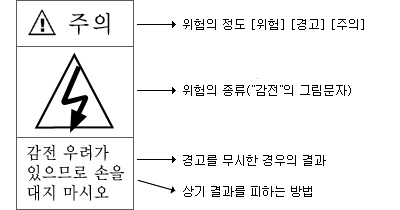 주의
위험의 정도 [위험] [경고] [주의]
위험의 종류("감전"의 그림문자)
감전 우려가
있으므로 손을
대지 마시오
경고를 무시한 경우의 결과
상기 결과를 피하는 방법